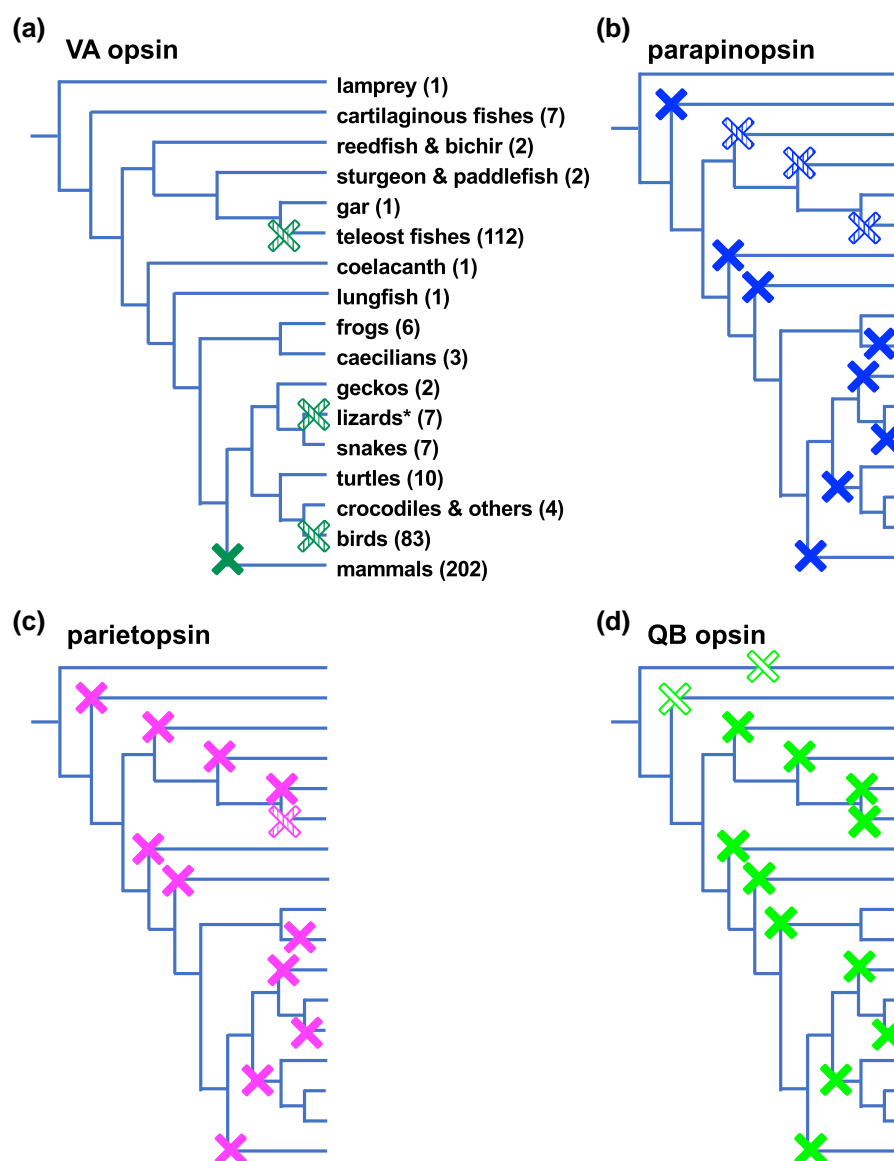 (a)
VA opsin
lamprey (1)
cartilaginous fishes (7)
reedfish & bichir (2)
sturgeon & paddlefish (2)
gar (1)
teleost fishes (112)
coelacanth (1)
lungfish (1)
frogs (6)
caecilians (3)
geckos (2)
lizards* (7)
snakes (7)
turtles (10)
crocodiles & others (4)
birds (83)
mammals (202)
(b)
parapinopsin
(c)
parietopsin
(d)
QB opsin